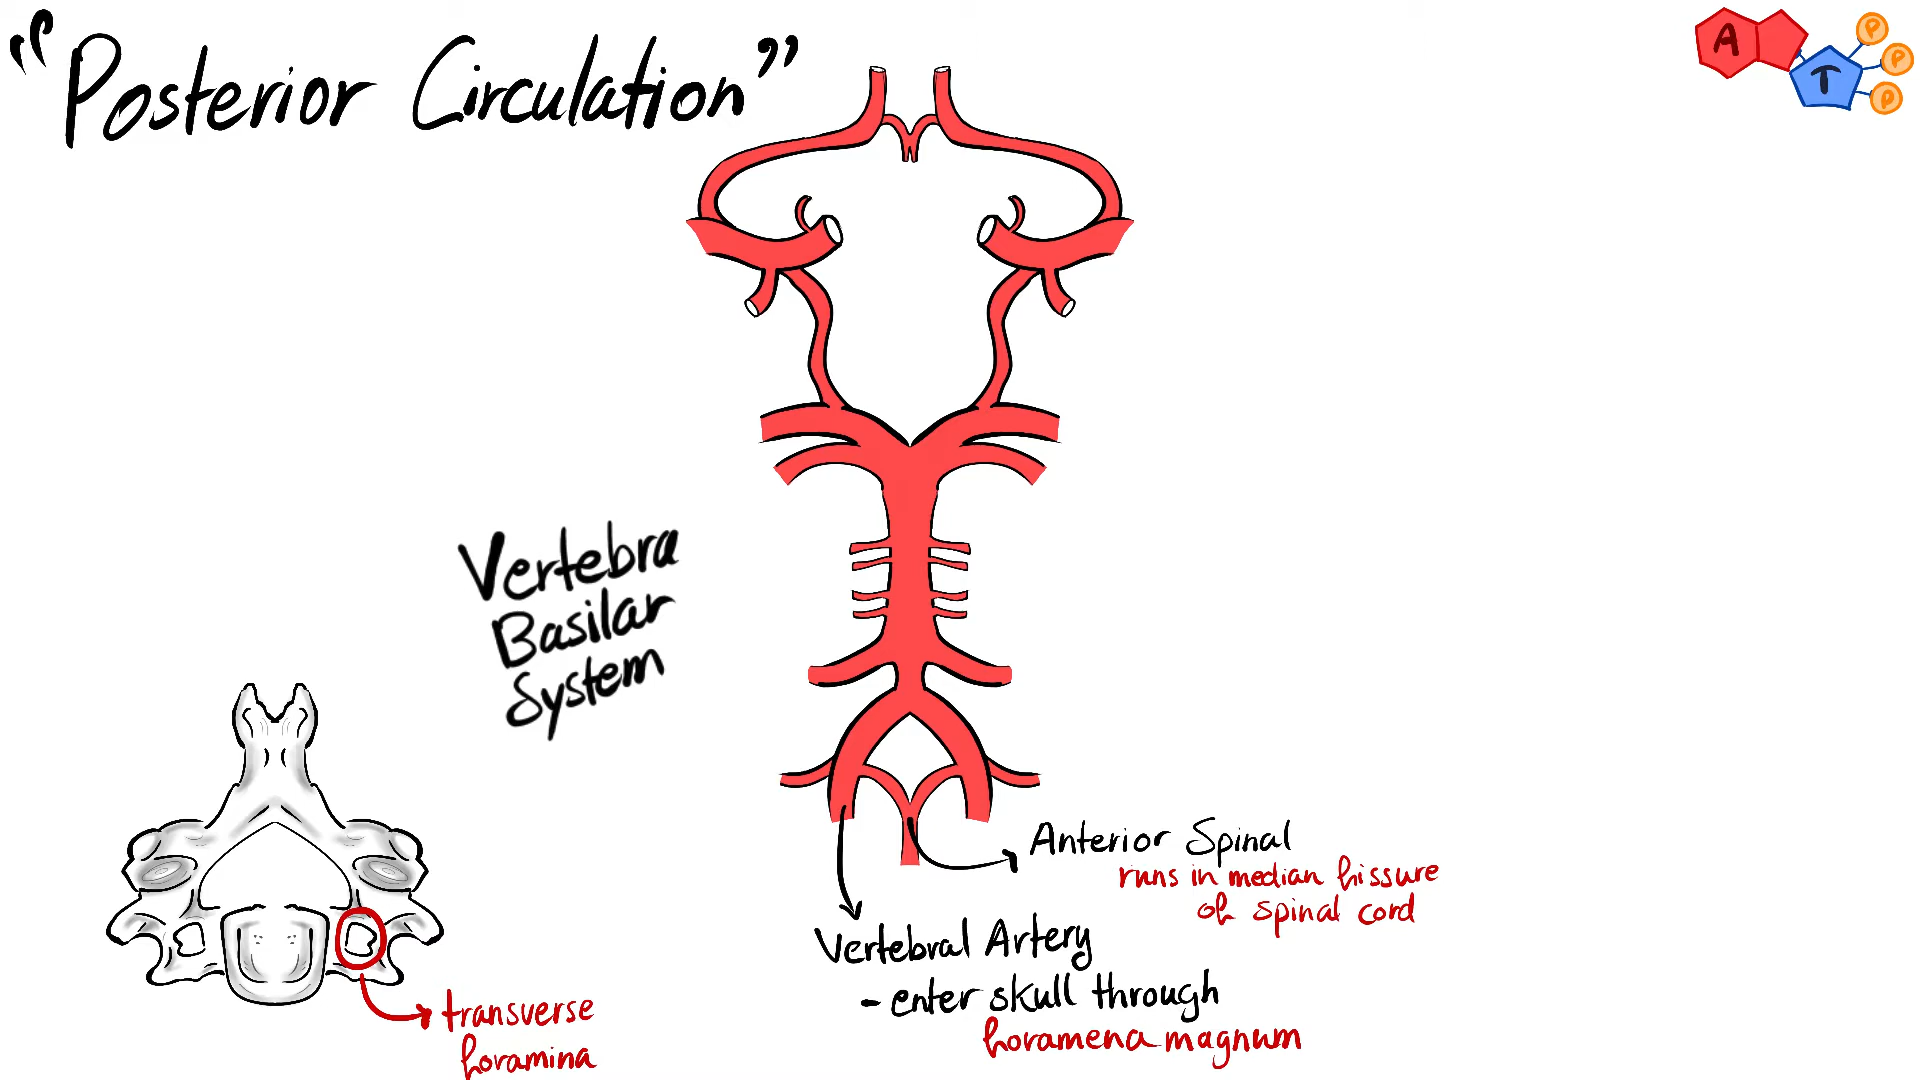 "Posterior Circulation"
A T P P P
Vertebra
Basilar
System
Anterior Spinal
runs in median fissure
of spinal cord
Vertebral Artery
- enter skull through
foramena magnum
transverse
foramina